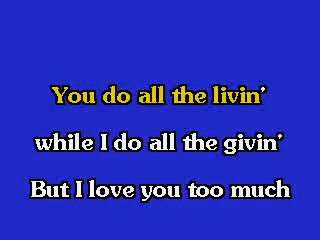 You do all the livin'
while I do all the givin'
But I love you too much